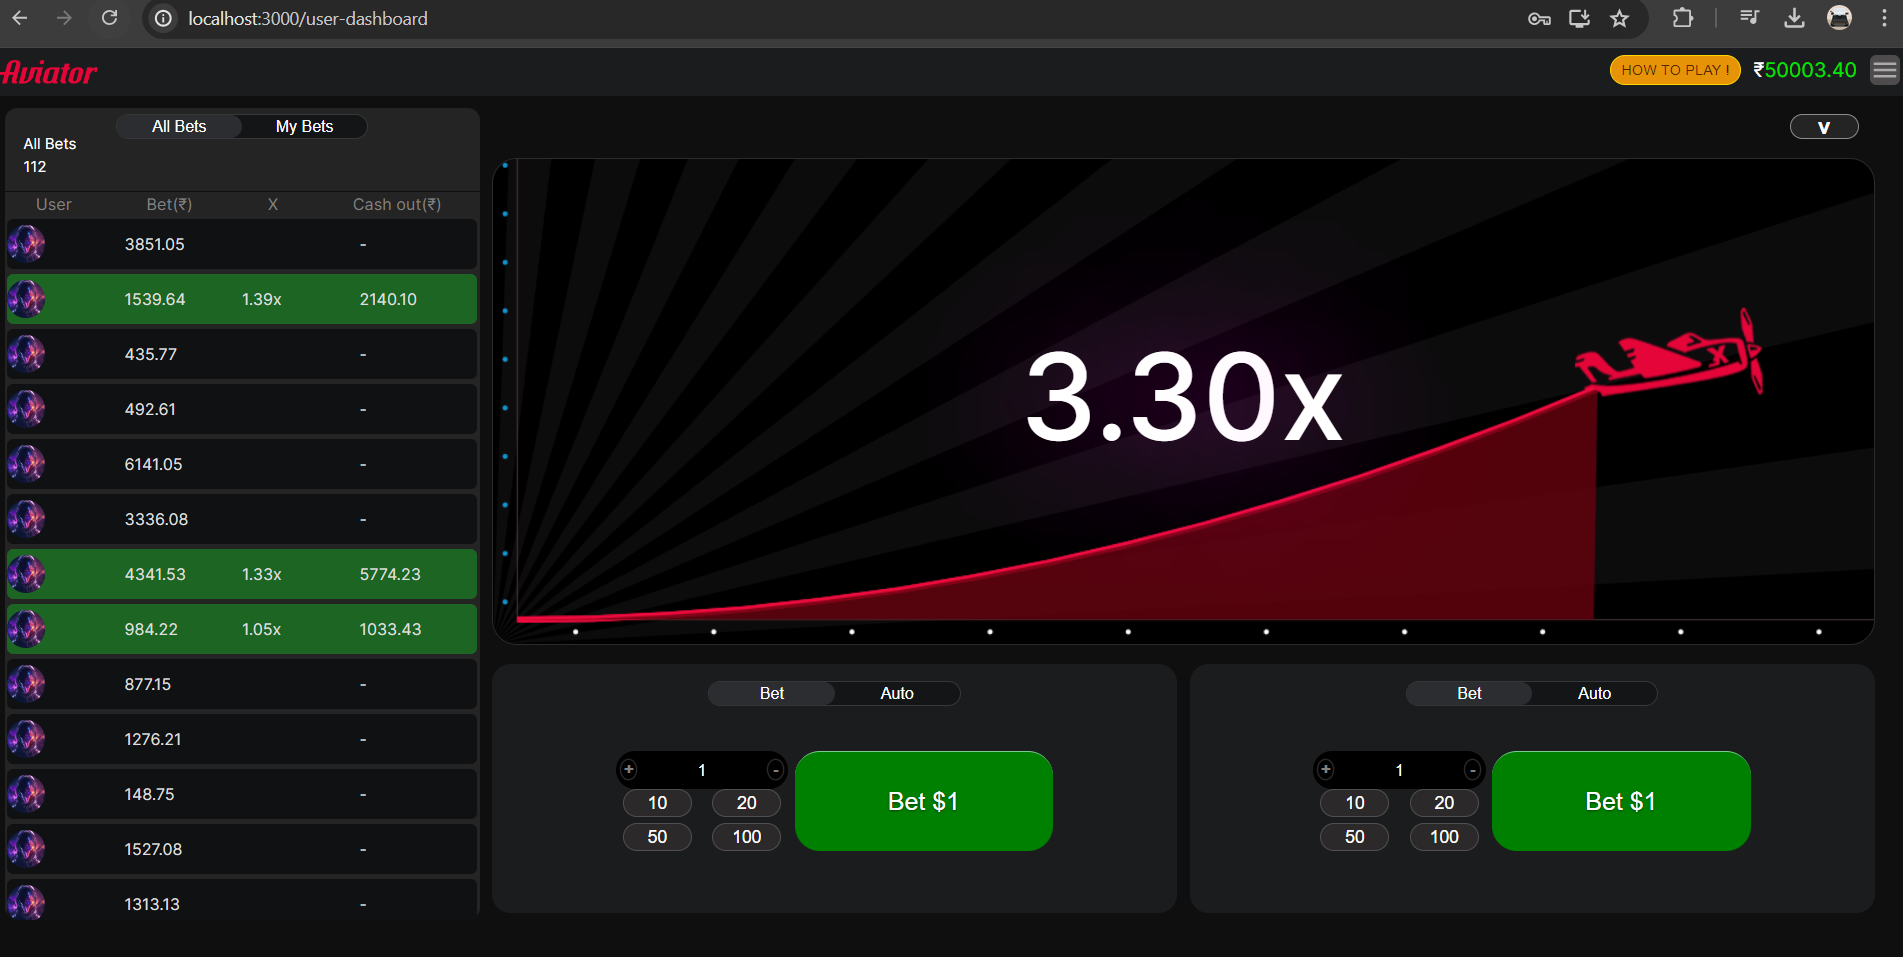 localhost:3000/user-dashboard
Aviator
HOW TO PLAY !
₹50003.40
All Bets
My Bets
All Bets
112
User Bet(₹) X Cash out(₹)
3851.05 -
1539.64 1.39x 2140.10
435.77 -
492.61 -
6141.05 -
3336.08 -
4341.53 1.33x 5774.23
984.22 1.05x 1033.43
877.15 -
1276.21 -
148.75 -
1527.08 -
1313.13 -
v
3.30x
X
Bet Auto
+ 1 -
10 20
50 100
Bet $1
Bet Auto
+ 1 -
10 20
50 100
Bet $1